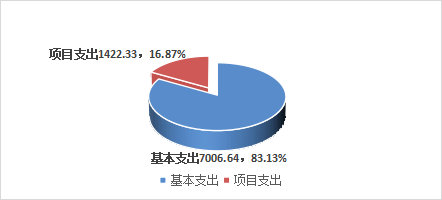 项目支出1422.33，16.87%
基本支出7006.64，83.13%
基本支出 项目支出